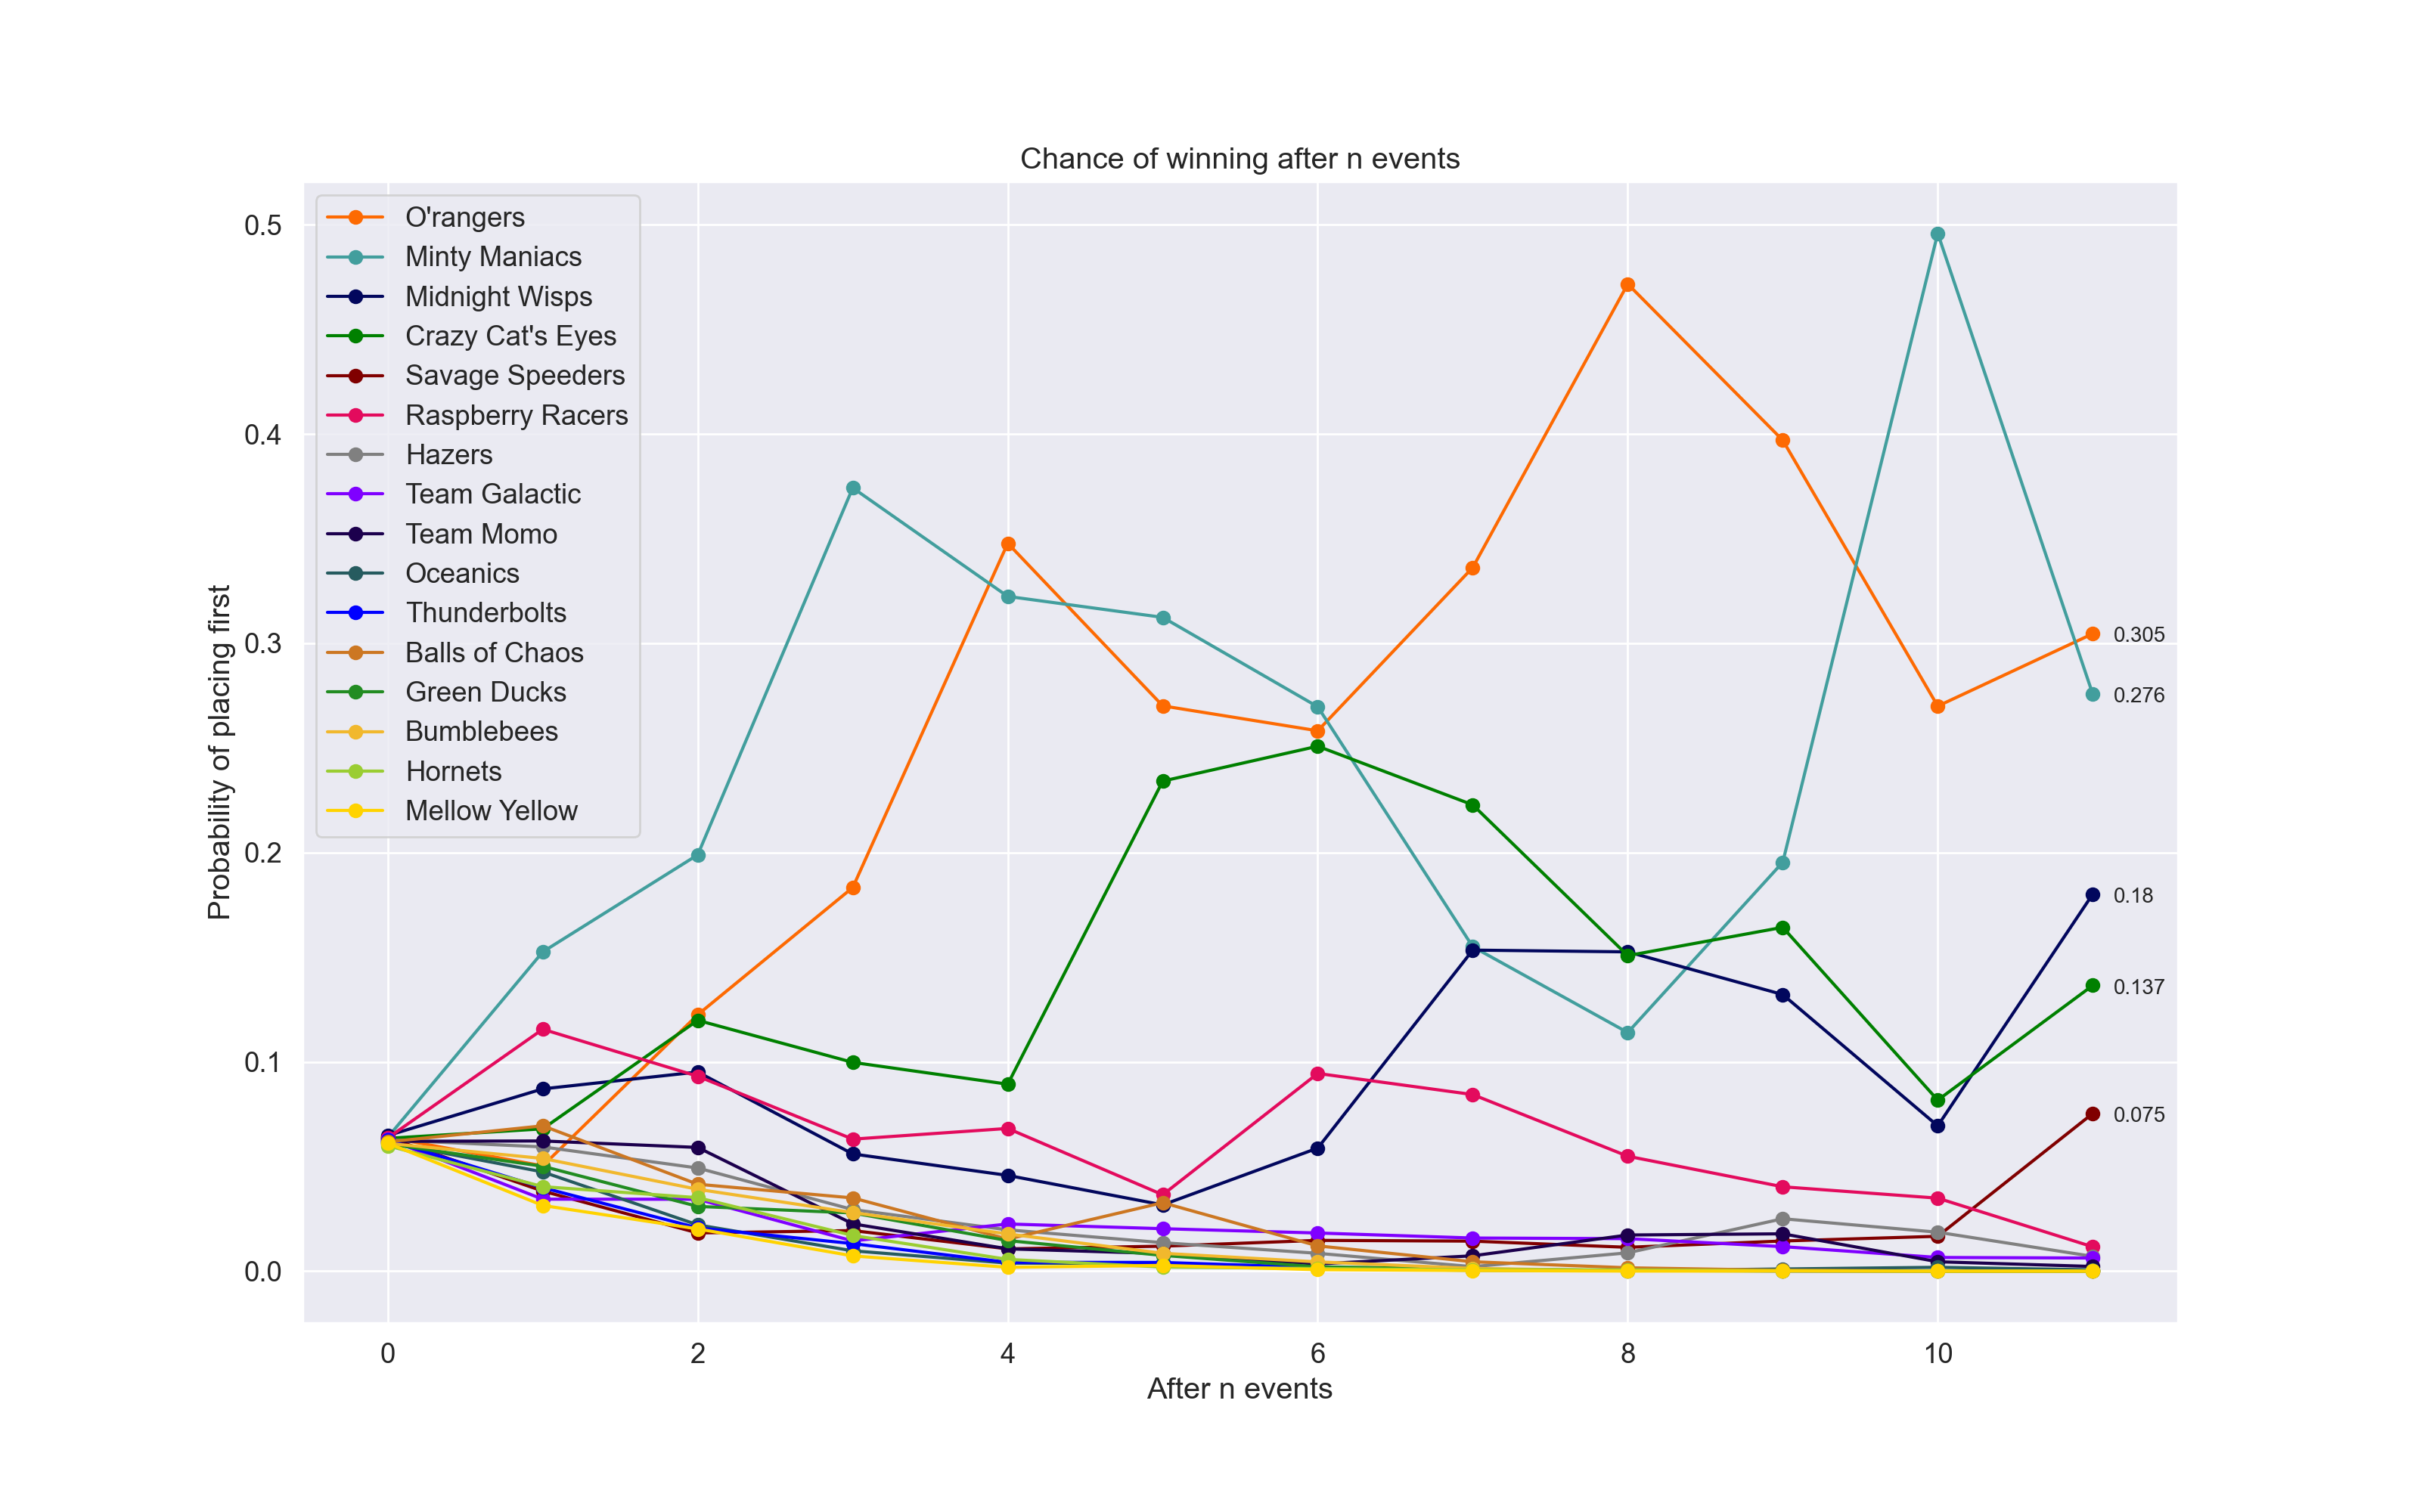 Chance of winning after n events
O'rangers
Minty Maniacs
Midnight Wisps
Crazy Cat's Eyes
Savage Speeders
Raspberry Racers
Hazers
Team Galactic
Team Momo
Oceanics
Thunderbolts
Balls of Chaos
Green Ducks
Bumblebees
Hornets
Mellow Yellow
Probability of placing first
0.5
0.4
0.3
0.2
0.1
0.0
0.305
0.276
0.18
0.137
0.075
0 2 4 6 8 10
After n events